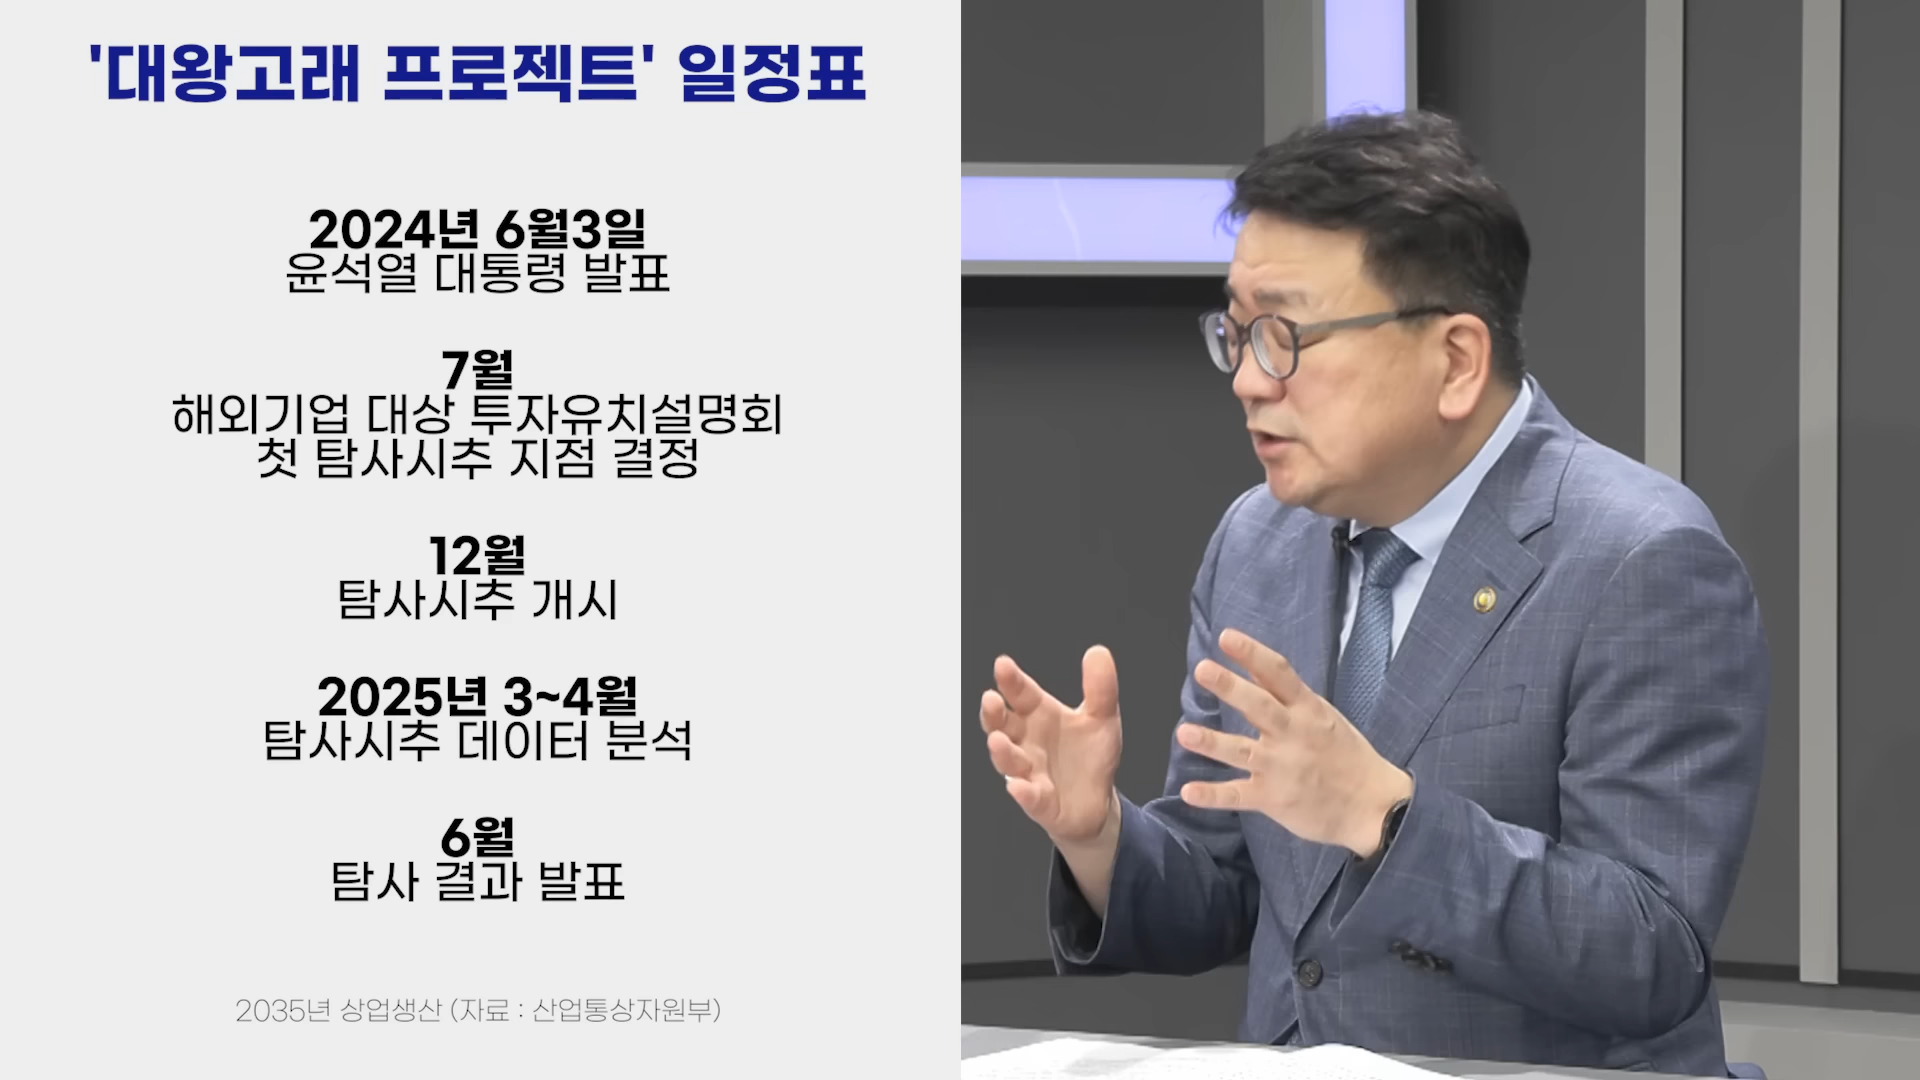 '대왕고래 프로젝트' 일정표
2024년 6월3일
윤석열 대통령 발표
7월
해외기업 대상 투자유치설명회
첫 탐사시추 지점 결정
12월
탐사시추 개시
2025년 3~4월
탐사시추 데이터 분석
6월
탐사 결과 발표
2035년 상업생산 (자료 : 산업통상자원부)